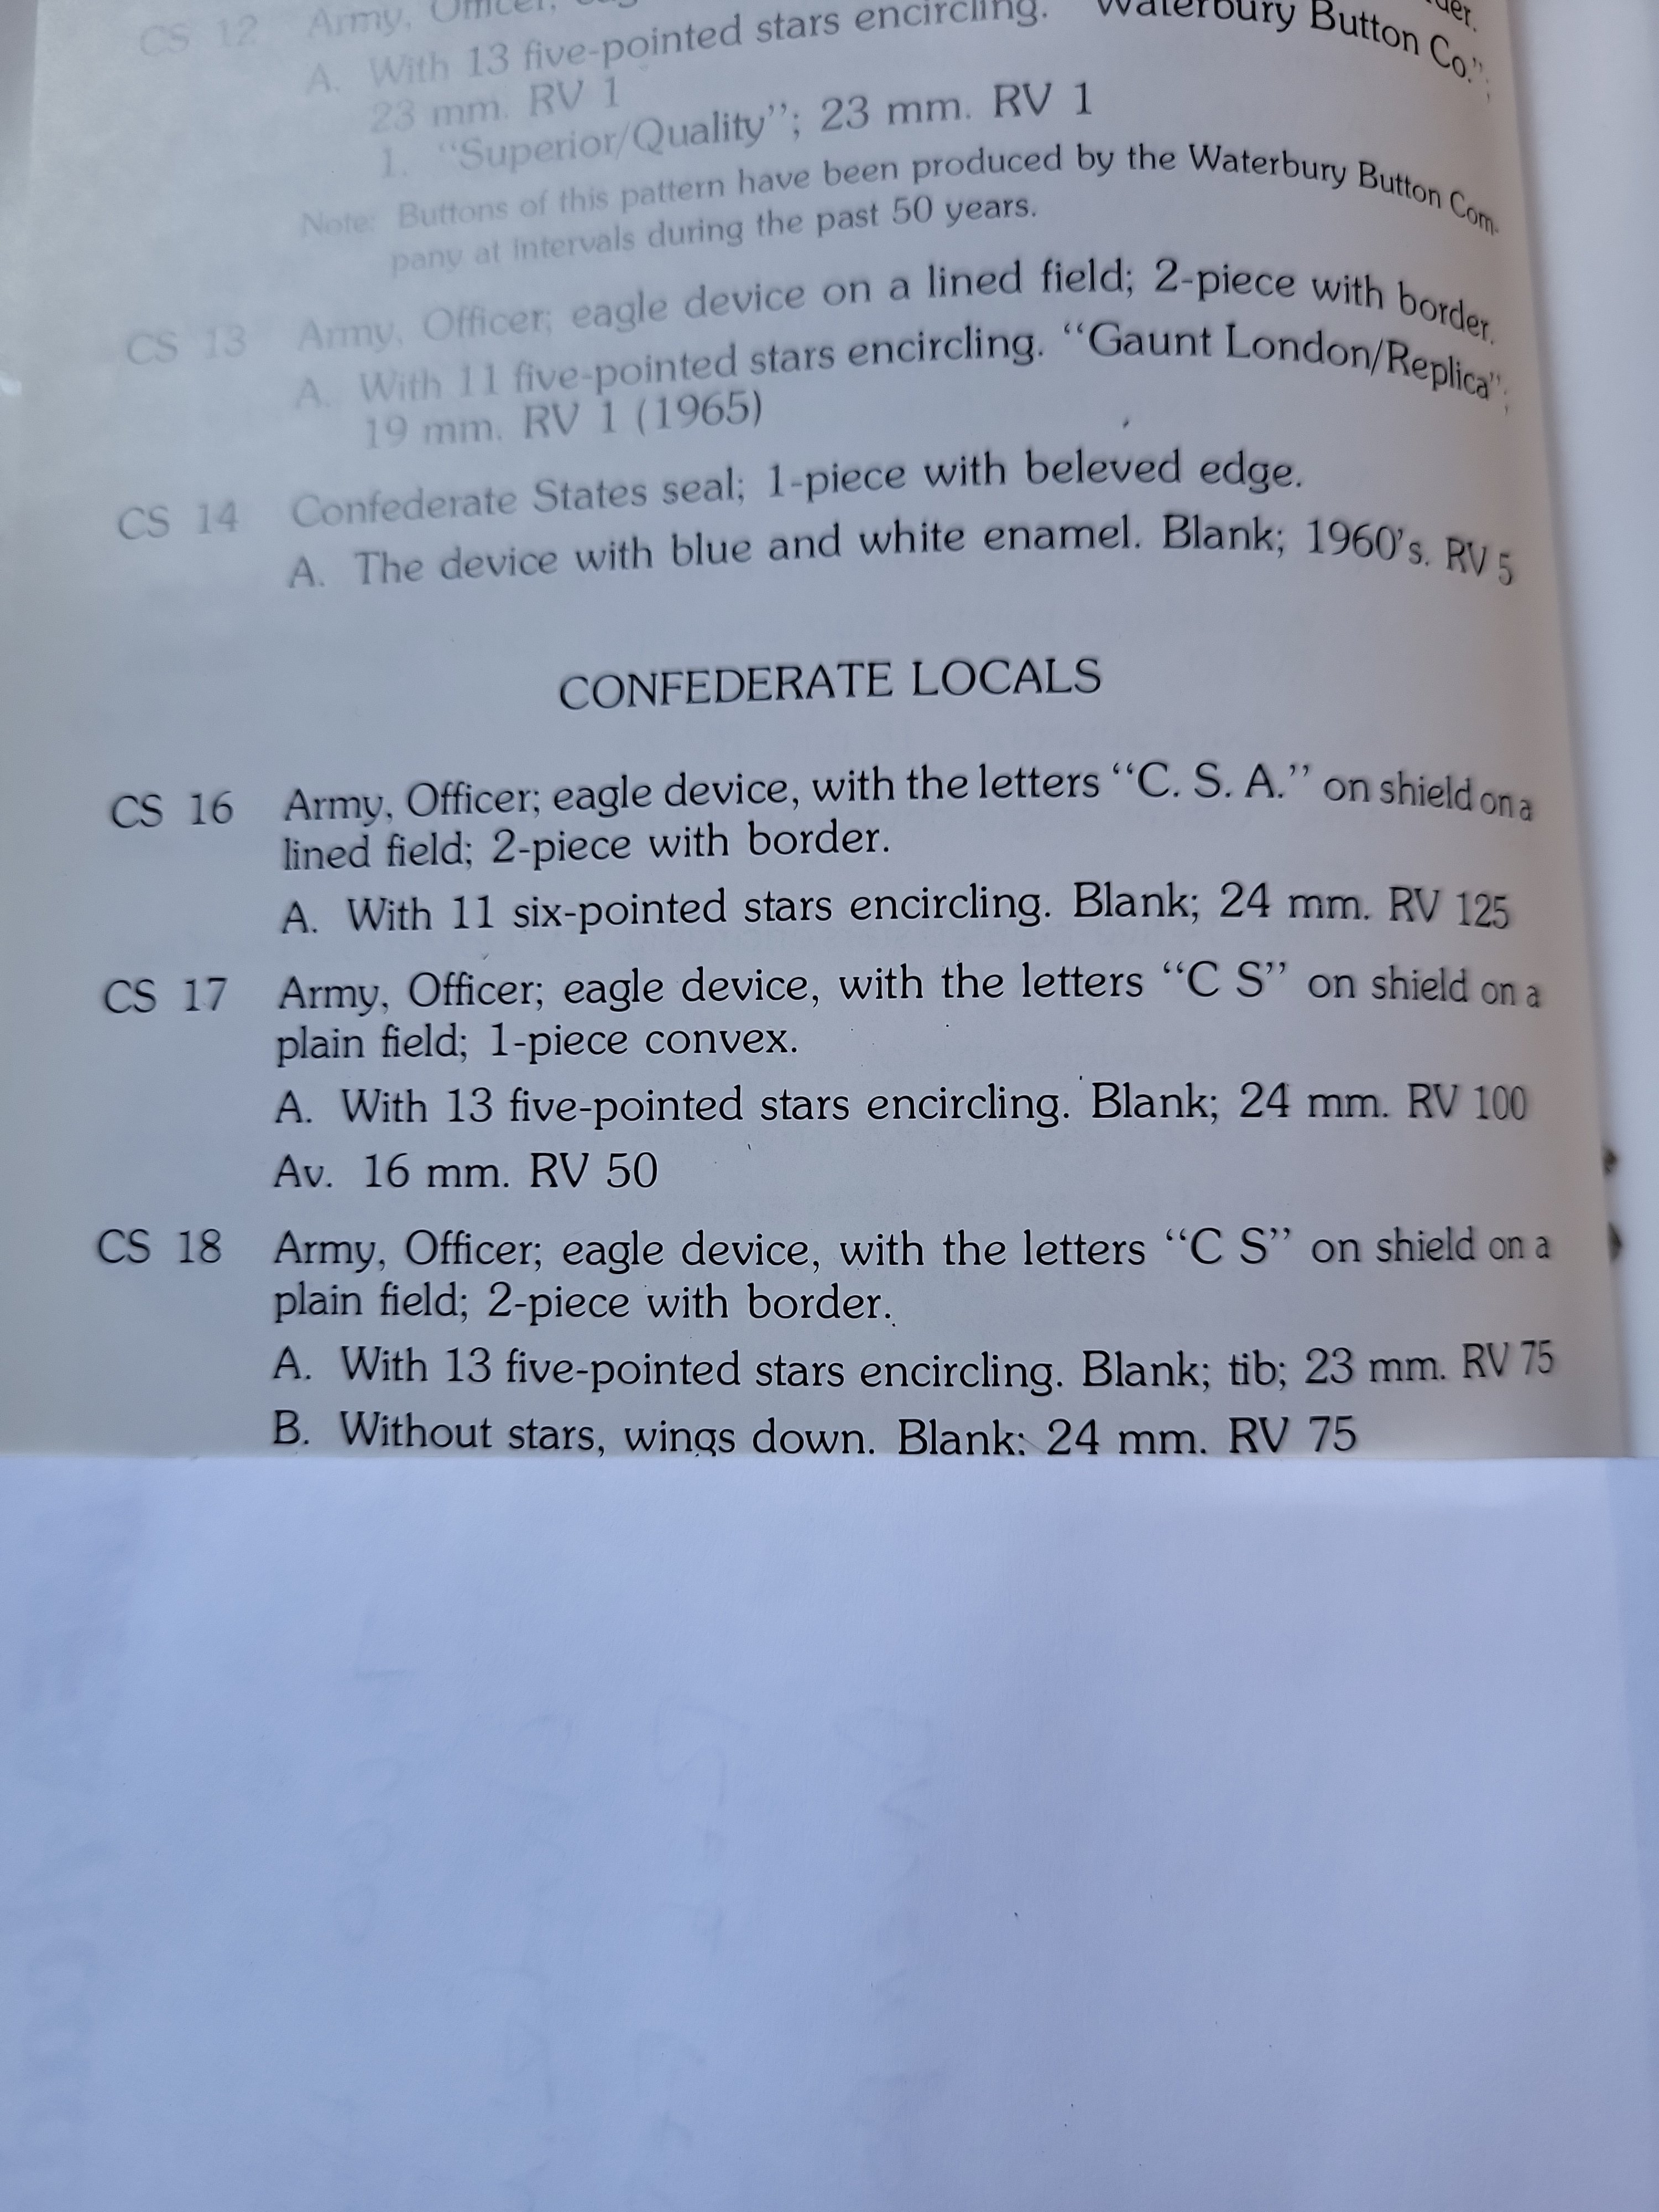 CS 12 Army, Officer,
A. With 13 five-pointed stars encircling. "Waterbury Button Co.";
23 mm. RV 1
1. "Superior/Quality"; 23 mm. RV 1
Note: Buttons of this pattern have been produced by the Waterbury Button Com-
pany at intervals during the past 50 years.
CS 13 Army, Officer; eagle device on a lined field; 2-piece with border.
A. With 11 five-pointed stars encircling. "Gaunt London/Replica";
19 mm. RV 1 (1965)
CS 14 Confederate States seal; 1-piece with beleved edge.
A. The device with blue and white enamel. Blank; 1960's. RV 5
CONFEDERATE LOCALS
CS 16 Army, Officer; eagle device, with the letters "C. S. A." on shield on a
lined field; 2-piece with border.
A. With 11 six-pointed stars encircling. Blank; 24 mm. RV 125
CS 17 Army, Officer; eagle device, with the letters "C S" on shield on a
plain field; 1-piece convex.
A. With 13 five-pointed stars encircling. Blank; 24 mm. RV 100
Av. 16 mm. RV 50
CS 18 Army, Officer; eagle device, with the letters "C S" on shield on a
plain field; 2-piece with border.
A. With 13 five-pointed stars encircling. Blank; tib; 23 mm. RV 75
B. Without stars, wings down. Blank; 24 mm. RV 75